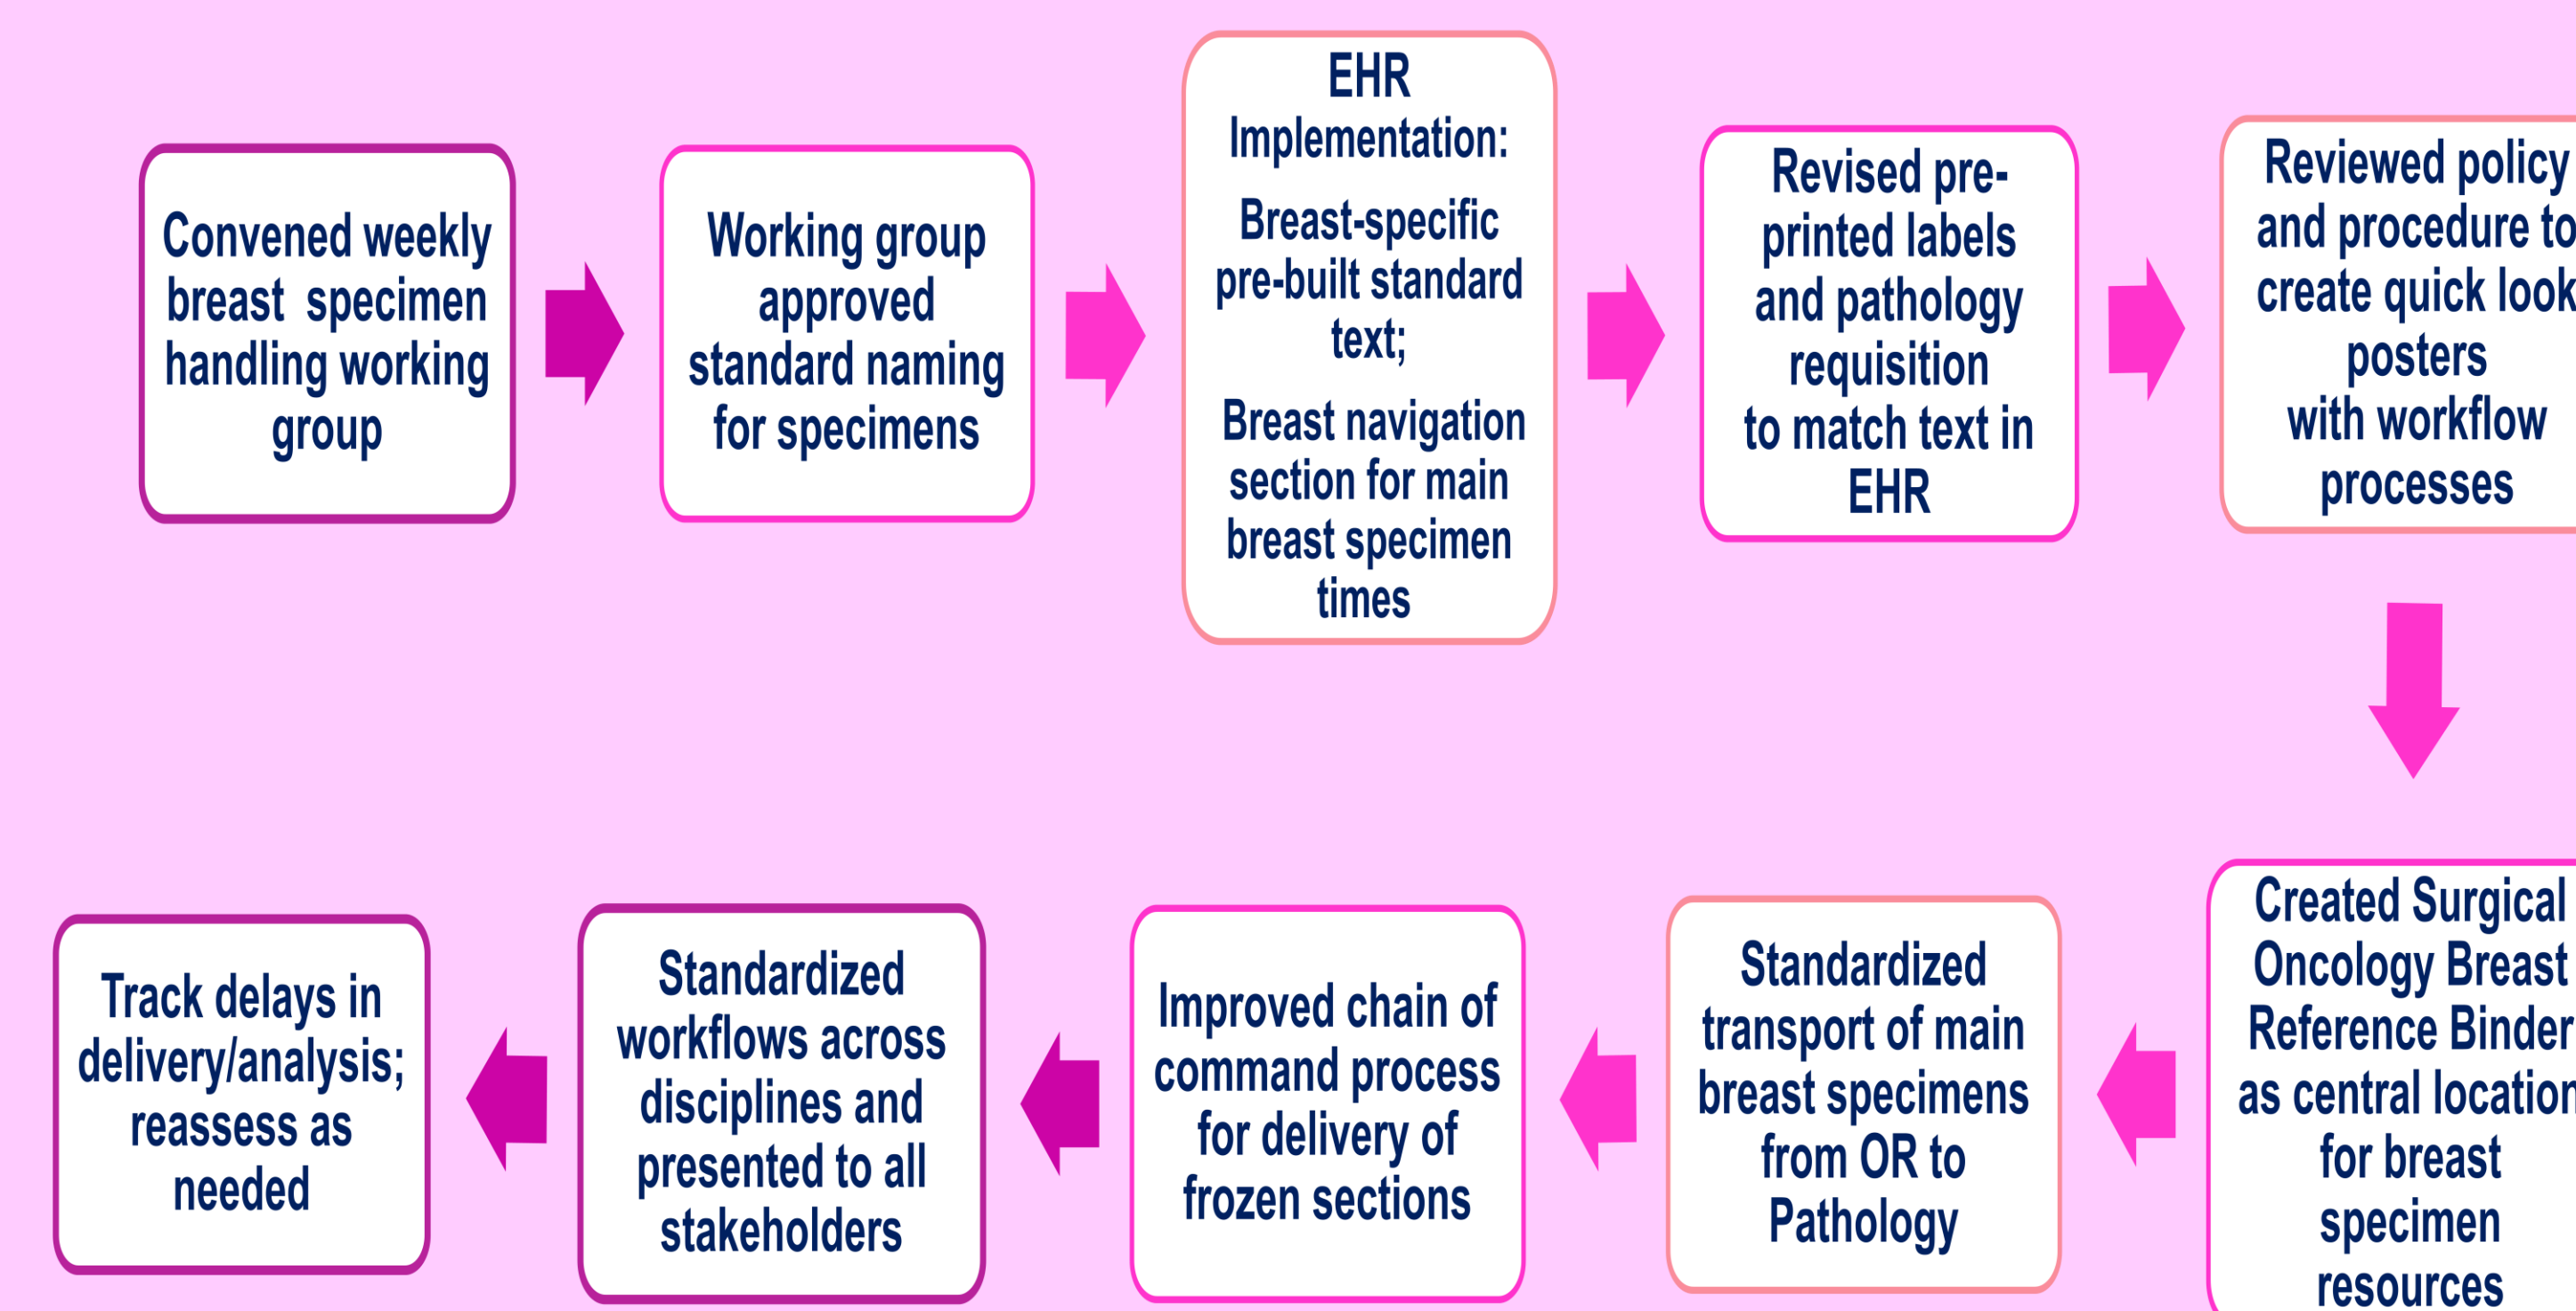 Convened weekly
breast specimen
handling working
group
Working group
approved
standard naming
for specimens
EHR
Implementation:
Breast-specific
pre-built standard
text;
Breast navigation
section for main
breast specimen
times
Revised pre-
printed labels
and pathology
requisition
to match text in
EHR
Reviewed policy
and procedure to
create quick look
posters
with workflow
processes
Created Surgical
Oncology Breast
Reference Binder
as central location
for breast
specimen
resources
Standardized
transport of main
breast specimens
from OR to
Pathology
Improved chain of
command process
for delivery of
frozen sections
Standardized
workflows across
disciplines and
presented to all
stakeholders
Track delays in
delivery/analysis;
reassess as
needed